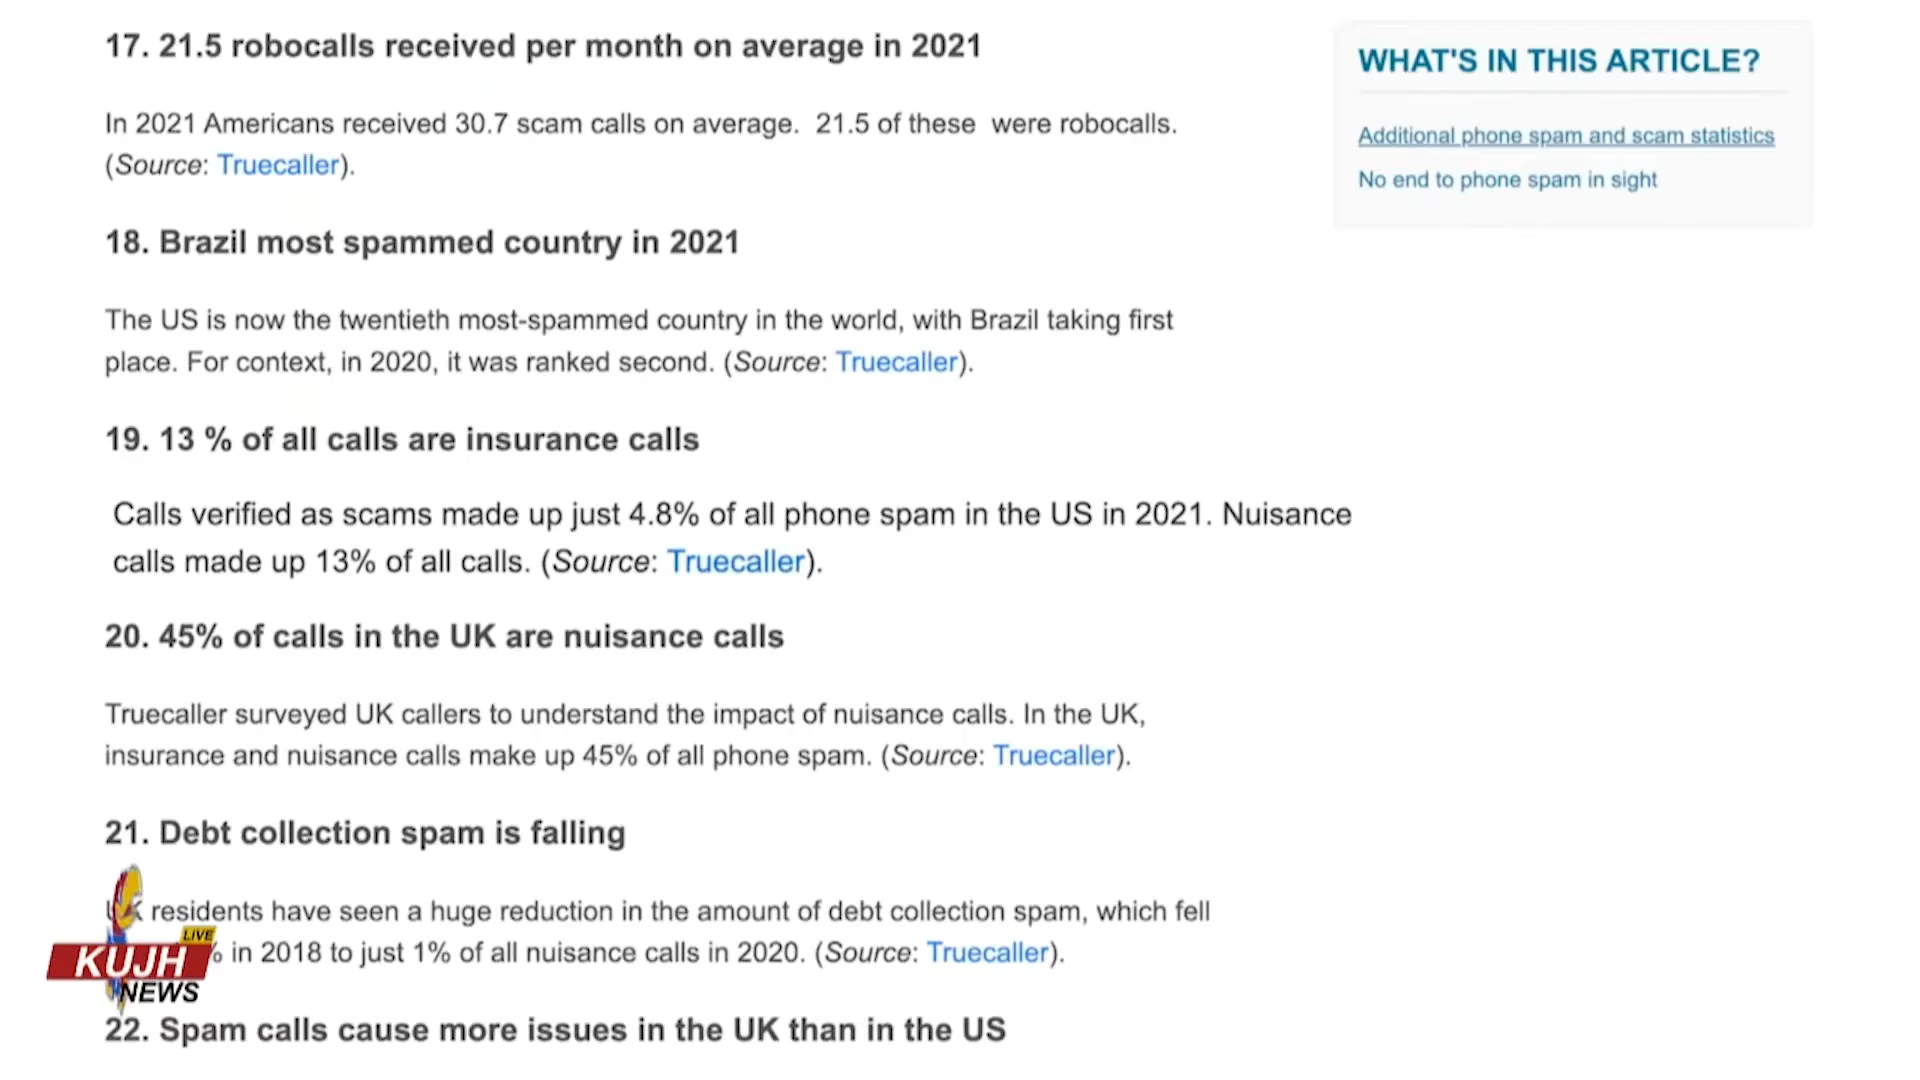 17. 21.5 robocalls received per month on average in 2021
In 2021 Americans received 30.7 scam calls on average. 21.5 of these were robocalls.
(Source: Truecaller).
18. Brazil most spammed country in 2021
The US is now the twentieth most-spammed country in the world, with Brazil taking first
place. For context, in 2020, it was ranked second. (Source: Truecaller).
19. 13 % of all calls are insurance calls
Calls verified as scams made up just 4.8% of all phone spam in the US in 2021. Nuisance
calls made up 13% of all calls. (Source: Truecaller).
20. 45% of calls in the UK are nuisance calls
Truecaller surveyed UK callers to understand the impact of nuisance calls. In the UK,
insurance and nuisance calls make up 45% of all phone spam. (Source: Truecaller).
21. Debt collection spam is falling
residents have seen a huge reduction in the amount of debt collection spam, which fell
% in 2018 to just 1% of all nuisance calls in 2020. (Source: Truecaller).
22. Spam calls cause more issues in the UK than in the US
WHAT'S IN THIS ARTICLE?
Additional phone spam and scam statistics
No end to phone spam in sight
LIVE
KUJH
NEWS